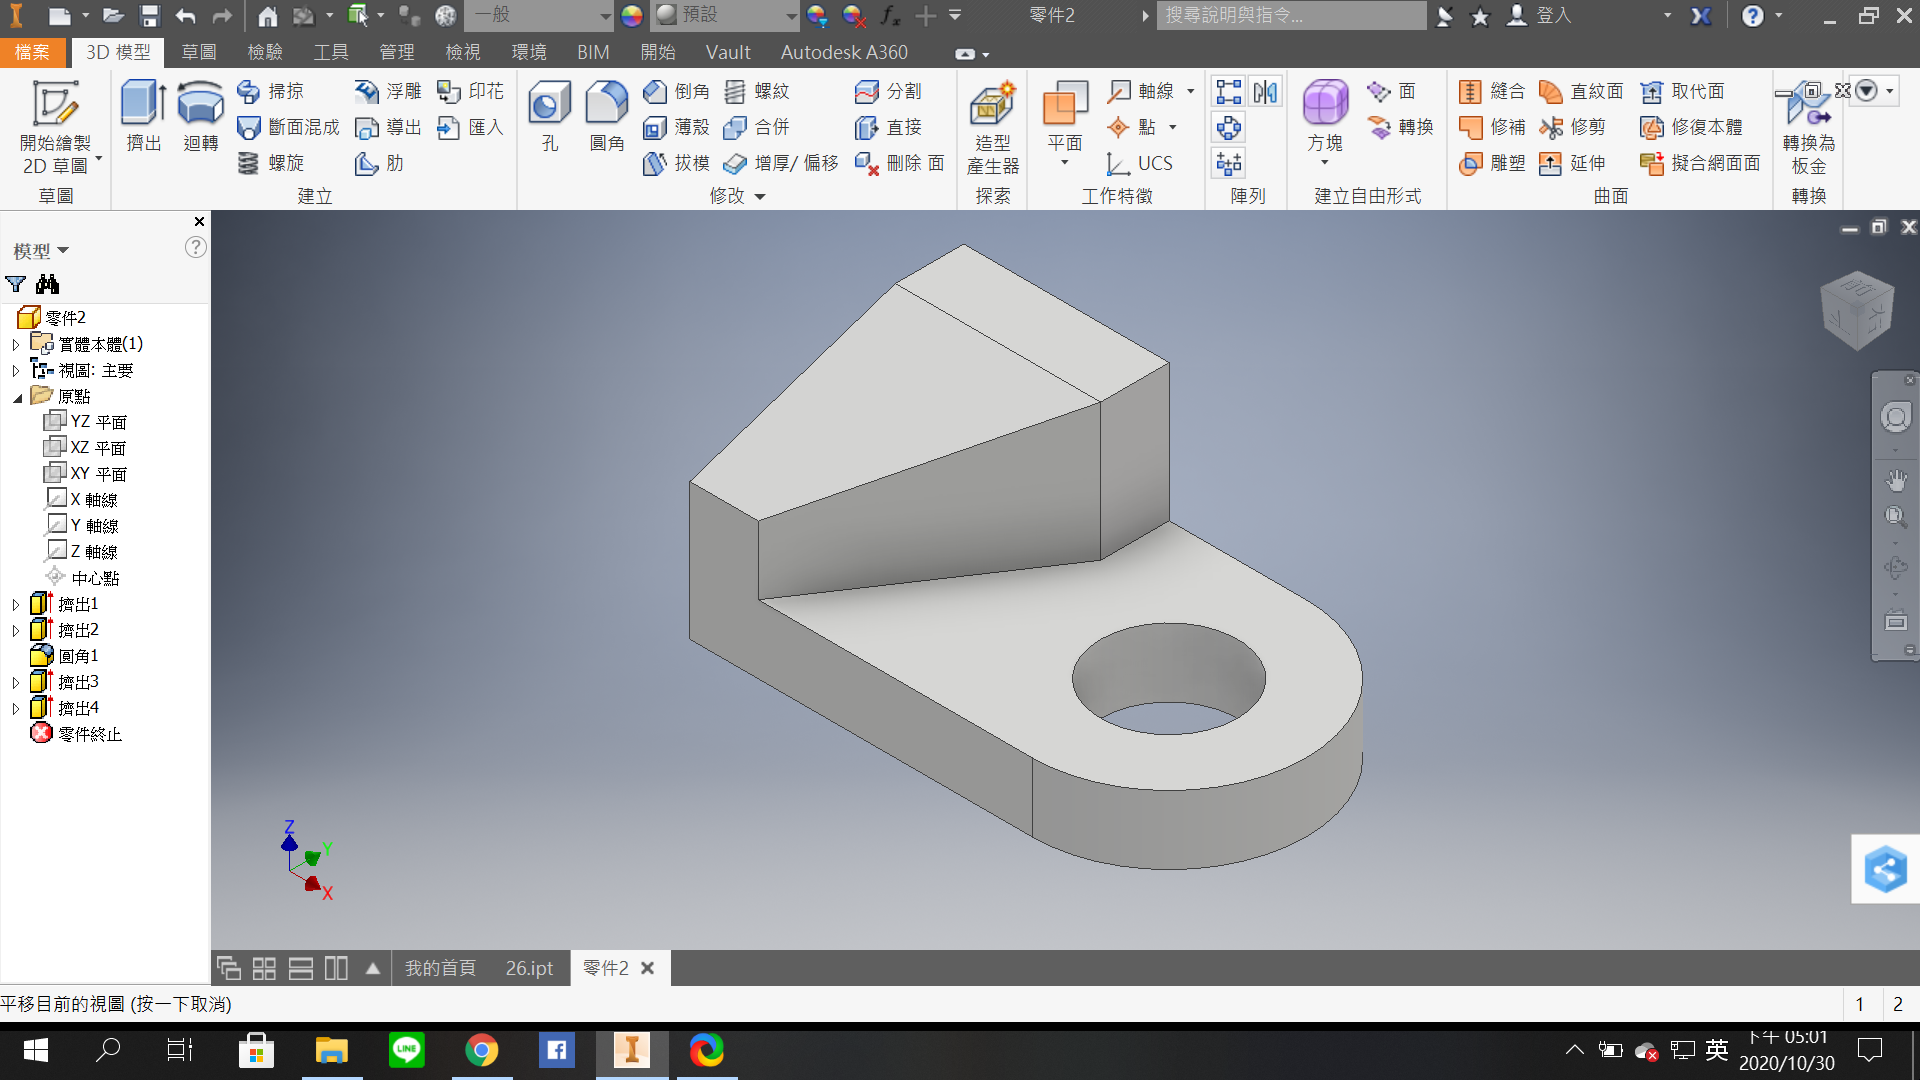 一般
預設
零件2
搜尋說明與指令...
登入
檔案
3D 模型
草圖
檢驗
工具
管理
檢視
環境
BIM
開始
Vault
Autodesk A360
開始繪製
2D 草圖
草圖
擠出
迴轉
掃掠
斷面混成
螺旋
浮雕
導出
肋
印花
匯入
建立
孔
圓角
倒角
薄殼
拔模
螺紋
合併
增厚/ 偏移
分割
直接
刪除 面
修改
造型
產生器
探索
平面
軸線
點
UCS
工作特徵
陣列
方塊
面
轉換
建立自由形式
縫合
修補
雕塑
直紋面
修剪
延伸
取代面
修復本體
擬合網面面
曲面
轉換為
板金
轉換
模型
零件2
實體本體(1)
視圖: 主要
原點
YZ 平面
XZ 平面
XY 平面
X 軸線
Y 軸線
Z 軸線
中心點
擠出1
擠出2
圓角1
擠出3
擠出4
零件終止
Z
Y
X
我的首頁
26.ipt
零件2
平移目前的視圖 (按一下取消)
1
2
LINE
英
下午 05:01
2020/10/30